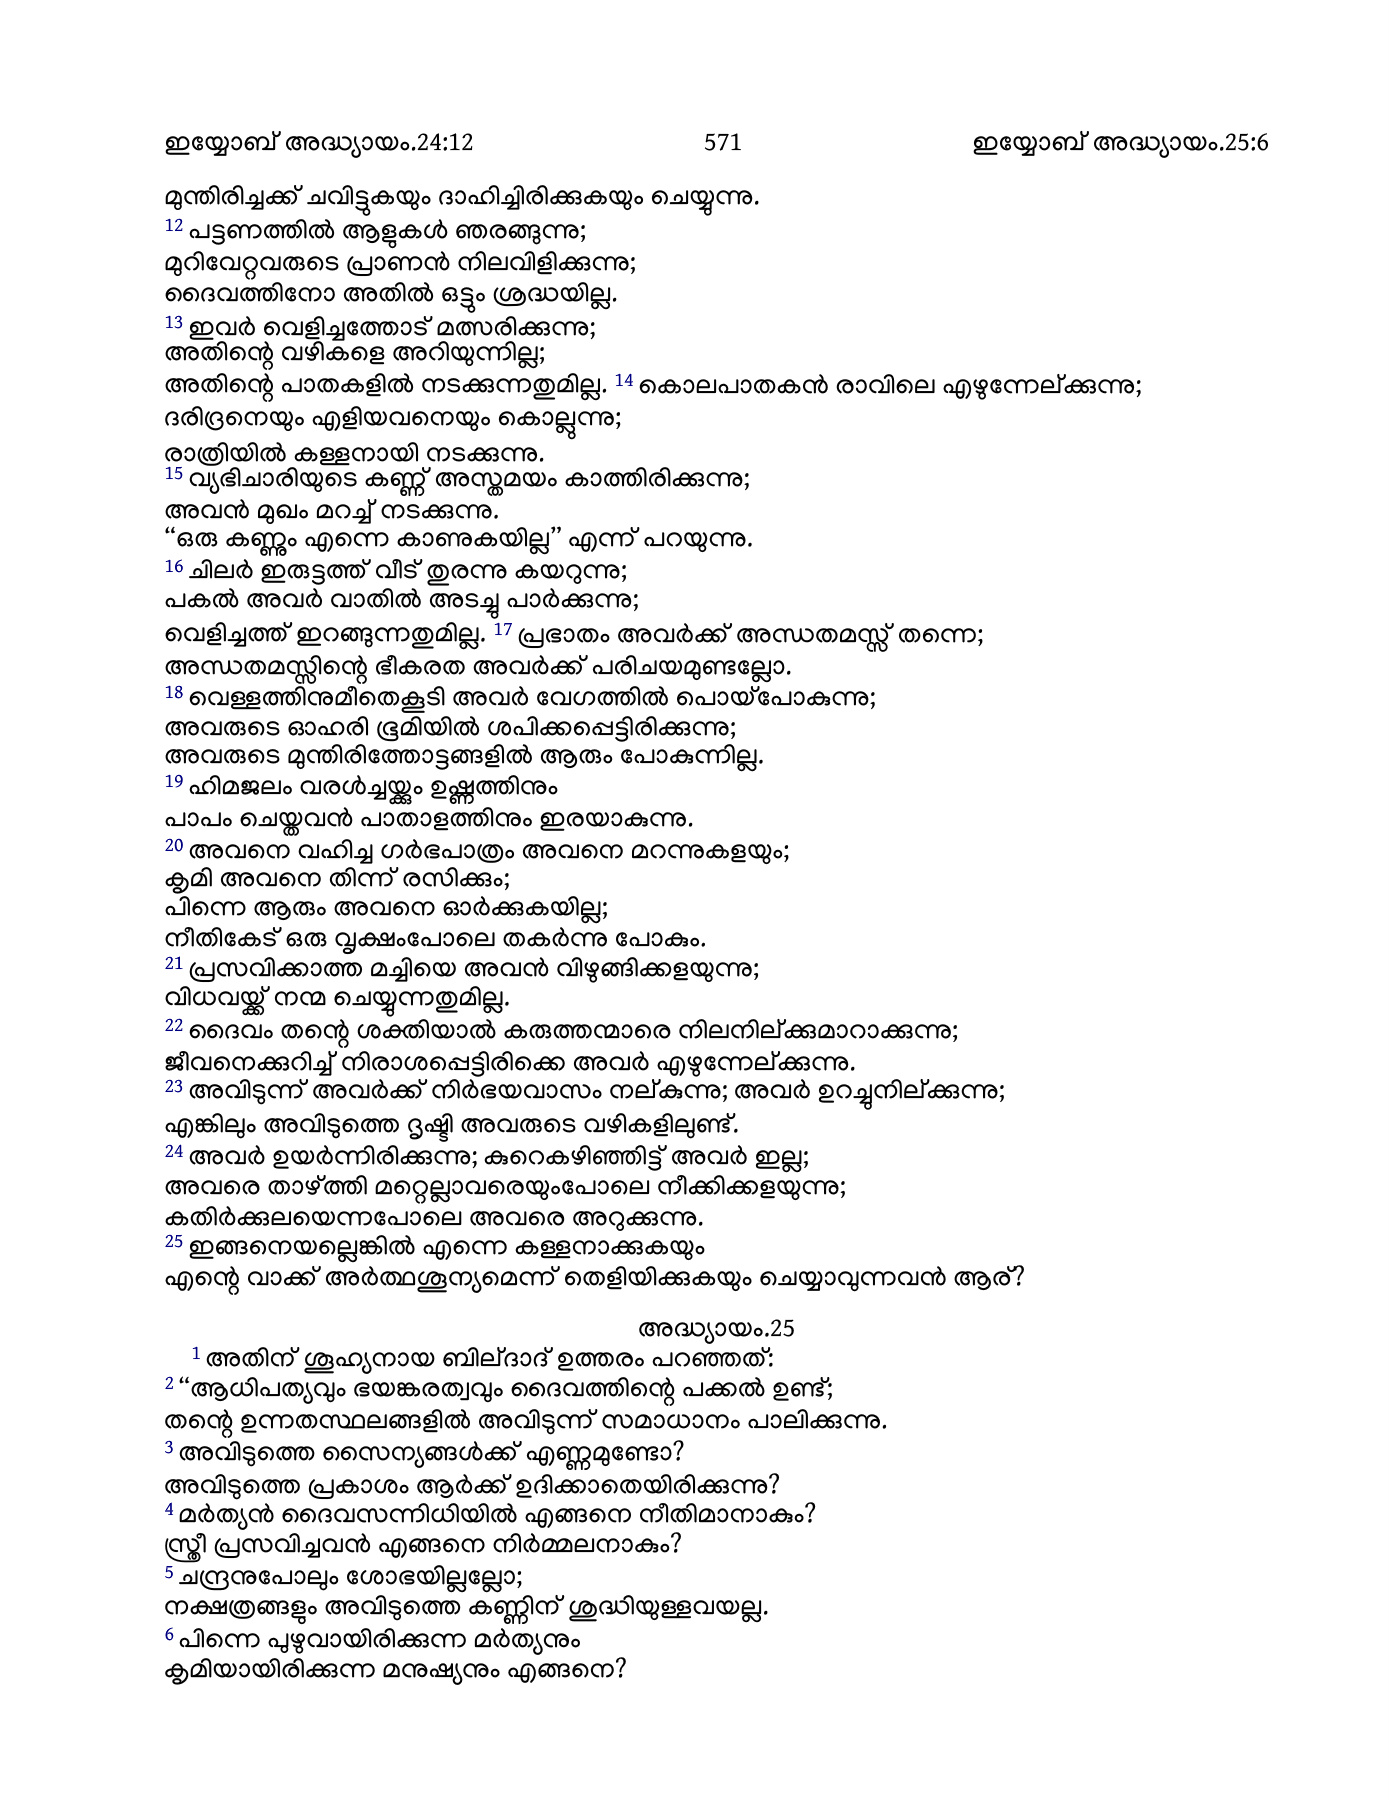 ഇയ്യോബ് അദ്ധ്യായം.24:12 571 ഇയ്യോബ് അദ്ധ്യായം.25:6
മുന്തിരിച്ചക്ക് ചവിട്ടുകയും ദാഹിച്ചിരിക്കുകയും ചെയ്യുന്നു.
12 പട്ടണത്തിൽ ആളുകൾ ഞരങ്ങുന്നു;
മുറിവേറ്റവരുടെ പ്രാണൻ നിലവിളിക്കുന്നു;
ദൈവത്തിനോ അതിൽ ഒട്ടും ശ്രദ്ധയില്ല.
13 ഇവർ വെളിച്ചത്തോട് മത്സരിക്കുന്നു;
അതിന്റെ വഴികളെ അറിയുന്നില്ല;
അതിന്റെ പാതകളിൽ നടക്കുന്നതുമില്ല. 14 കൊലപാതകൻ രാവിലെ എഴുന്നേല്ക്കുന്നു;
ദരിദ്രനെയും എളിയവനെയും കൊല്ലുന്നു;
രാത്രിയിൽ കള്ളനായി നടക്കുന്നു.
15 വ്യഭിചാരിയുടെ കണ്ണ് അസ്തമയം കാത്തിരിക്കുന്നു;
അവൻ മുഖം മറച്ച് നടക്കുന്നു.
“ഒരു കണ്ണും എന്നെ കാണുകയില്ല” എന്ന് പറയുന്നു.
16 ചിലർ ഇരുട്ടത്ത് വീട് തുരന്നു കയറുന്നു;
പകൽ അവർ വാതിൽ അടച്ചു പാർക്കുന്നു;
വെളിച്ചത്ത് ഇറങ്ങുന്നതുമില്ല. 17 പ്രഭാതം അവർക്ക് അന്ധതമസ്സ് തന്നെ;
അന്ധതമസ്സിന്റെ ഭീകരത അവർക്ക് പരിചയമുണ്ടല്ലോ.
18 വെള്ളത്തിനുമീതെകൂടി അവർ വേഗത്തിൽ പൊയ്പോകുന്നു;
അവരുടെ ഓഹരി ഭൂമിയിൽ ശപിക്കപ്പെട്ടിരിക്കുന്നു;
അവരുടെ മുന്തിരിത്തോട്ടങ്ങളിൽ ആരും പോകുന്നില്ല.
19 ഹിമജലം വരൾച്ചയ്ക്കും ഉഷ്ണത്തിനും
പാപം ചെയ്തവൻ പാതാളത്തിനും ഇരയാകുന്നു.
20 അവനെ വഹിച്ച ഗർഭപാത്രം അവനെ മറന്നുകളയും;
കൃമി അവനെ തിന്ന് രസിക്കും;
പിന്നെ ആരും അവനെ ഓർക്കുകയില്ല;
നീതികേട് ഒരു വൃക്ഷംപോലെ തകർന്നു പോകും.
21 പ്രസവിക്കാത്ത മച്ചിയെ അവൻ വിഴുങ്ങിക്കളയുന്നു;
വിധവയ്ക്ക് നന്മ ചെയ്യുന്നതുമില്ല.
22 ദൈവം തന്റെ ശക്തിയാൽ കരുത്തന്മാരെ നിലനില്ക്കുമാറാക്കുന്നു;
ജീവനെക്കുറിച്ച് നിരാശപ്പെട്ടിരിക്കെ അവർ എഴുന്നേല്ക്കുന്നു.
23 അവിടുന്ന് അവർക്ക് നിർഭയവാസം നല്കുന്നു; അവർ ഉറച്ചുനില്ക്കുന്നു;
എങ്കിലും അവിടുത്തെ ദൃഷ്ടി അവരുടെ വഴികളിലുണ്ട്.
24 അവർ ഉയർന്നിരിക്കുന്നു; കുറെകഴിഞ്ഞിട്ട് അവർ ഇല്ല;
അവരെ താഴ്ത്തി മറ്റെല്ലാവരെയുംപോലെ നീക്കിക്കളയുന്നു;
കതിർക്കുലയെന്നപോലെ അവരെ അറുക്കുന്നു.
25 ഇങ്ങനെയല്ലെങ്കിൽ എന്നെ കള്ളനാക്കുകയും
എന്റെ വാക്ക് അർത്ഥശൂന്യമെന്ന് തെളിയിക്കുകയും ചെയ്യാവുന്നവൻ ആര്?
അദ്ധ്യായം.25
1 അതിന് ശൂഹ്യനായ ബില്ദാദ് ഉത്തരം പറഞ്ഞത്:
2 “ആധിപത്യവും ഭയങ്കരത്വവും ദൈവത്തിന്റെ പക്കൽ ഉണ്ട്;
തന്റെ ഉന്നതസ്ഥലങ്ങളിൽ അവിടുന്ന് സമാധാനം പാലിക്കുന്നു.
3 അവിടുത്തെ സൈന്യങ്ങൾക്ക് എണ്ണമുണ്ടോ?
അവിടുത്തെ പ്രകാശം ആർക്ക് ഉദിക്കാതെയിരിക്കുന്നു?
4 മർത്യൻ ദൈവസന്നിധിയിൽ എങ്ങനെ നീതിമാനാകും?
സ്ത്രീ പ്രസവിച്ചവൻ എങ്ങനെ നിർമ്മലനാകും?
5 ചന്ദ്രനുപോലും ശോഭയില്ലല്ലോ;
നക്ഷത്രങ്ങളും അവിടുത്തെ കണ്ണിന് ശുദ്ധിയുള്ളവയല്ല.
6 പിന്നെ പുഴുവായിരിക്കുന്ന മർത്യനും
കൃമിയായിരിക്കുന്ന മനുഷ്യനും എങ്ങനെ?